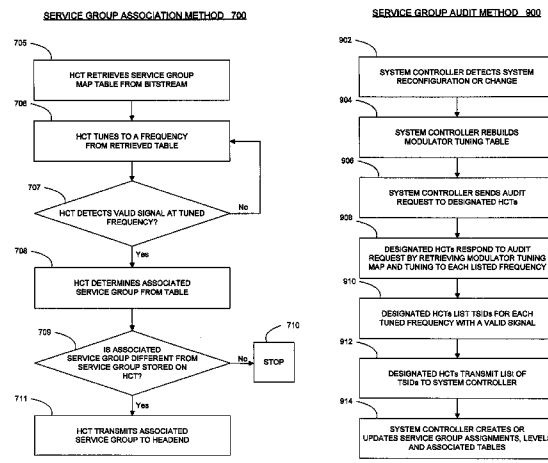 SERVICE GROUP ASSOCIATION METHOD 700
705
HCT RETRIEVES SERVICE GROUP
MAP TABLE FROM BITSTREAM
706
HCT TUNES TO A FREQUENCY
FROM RETRIEVED TABLE
707
HCT DETECTS VALID SIGNAL AT TUNED
FREQUENCY?
No
Yes
708
HCT DETERMINES ASSOCIATED
SERVICE GROUP FROM TABLE
709
IS ASSOCIATED
SERVICE GROUP DIFFERENT FROM
SERVICE GROUP STORED ON
HCT?
No
710
STOP
Yes
711
HCT TRANSMITS ASSOCIATED
SERVICE GROUP TO HEADEND
SERVICE GROUP AUDIT METHOD 900
902
SYSTEM CONTROLLER DETECTS SYSTEM
RECONFIGURATION OR CHANGE
904
SYSTEM CONTROLLER REBUILDS
MODULATOR TUNING TABLE
906
SYSTEM CONTROLLER SENDS AUDIT
REQUEST TO DESIGNATED HCTs
908
DESIGNATED HCTs RESPOND TO AUDIT
REQUEST BY RETRIEVING MODULATOR TUNING
MAP AND TUNING TO EACH LISTED FREQUENCY
910
DESIGNATED HCTs LIST TSIDs FOR EACH
TUNED FREQUENCY WITH A VALID SIGNAL
912
DESIGNATED HCTs TRANSMIT LIST OF
TSIDs TO SYSTEM CONTROLLER
914
SYSTEM CONTROLLER CREATES OR
UPDATES SERVICE GROUP ASSIGNMENTS, LEVELS
AND ASSOCIATED TABLES